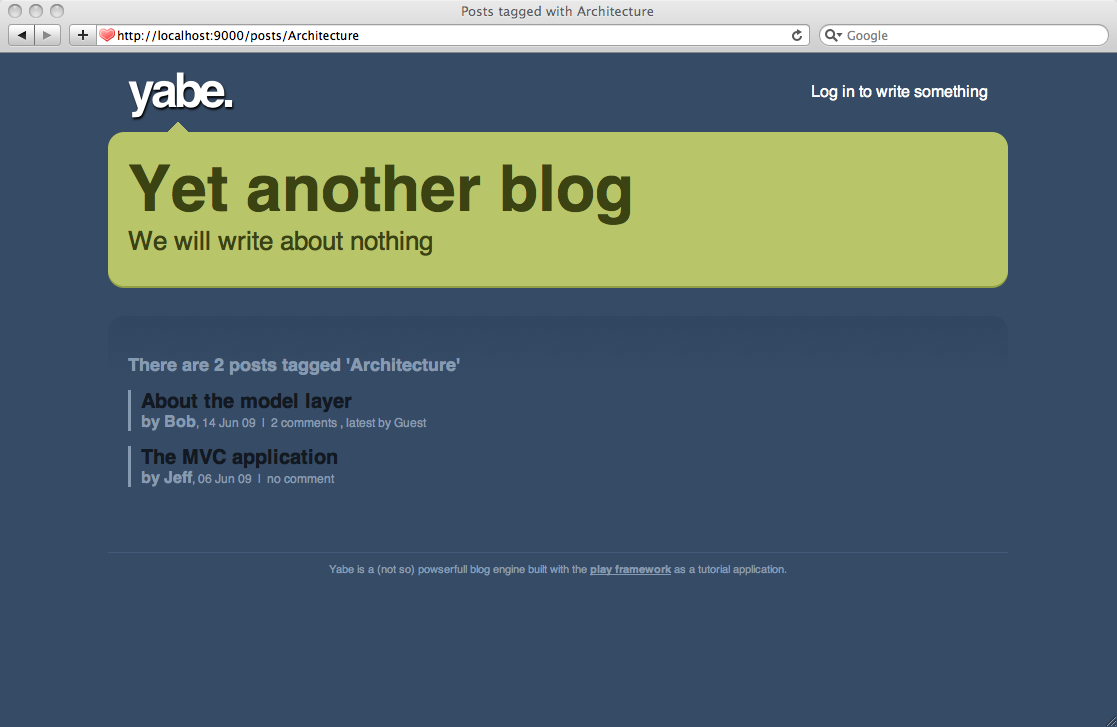 Posts tagged with Architecture
http://localhost:9000/posts/Architecture
Google
yabe.
Log in to write something
Yet another blog
We will write about nothing
There are 2 posts tagged 'Architecture'
About the model layer
by Bob, 14 Jun 09 | 2 comments , latest by Guest
The MVC application
by Jeff, 06 Jun 09 | no comment
Yabe is a (not so) powserfull blog engine built with the play framework as a tutorial application.